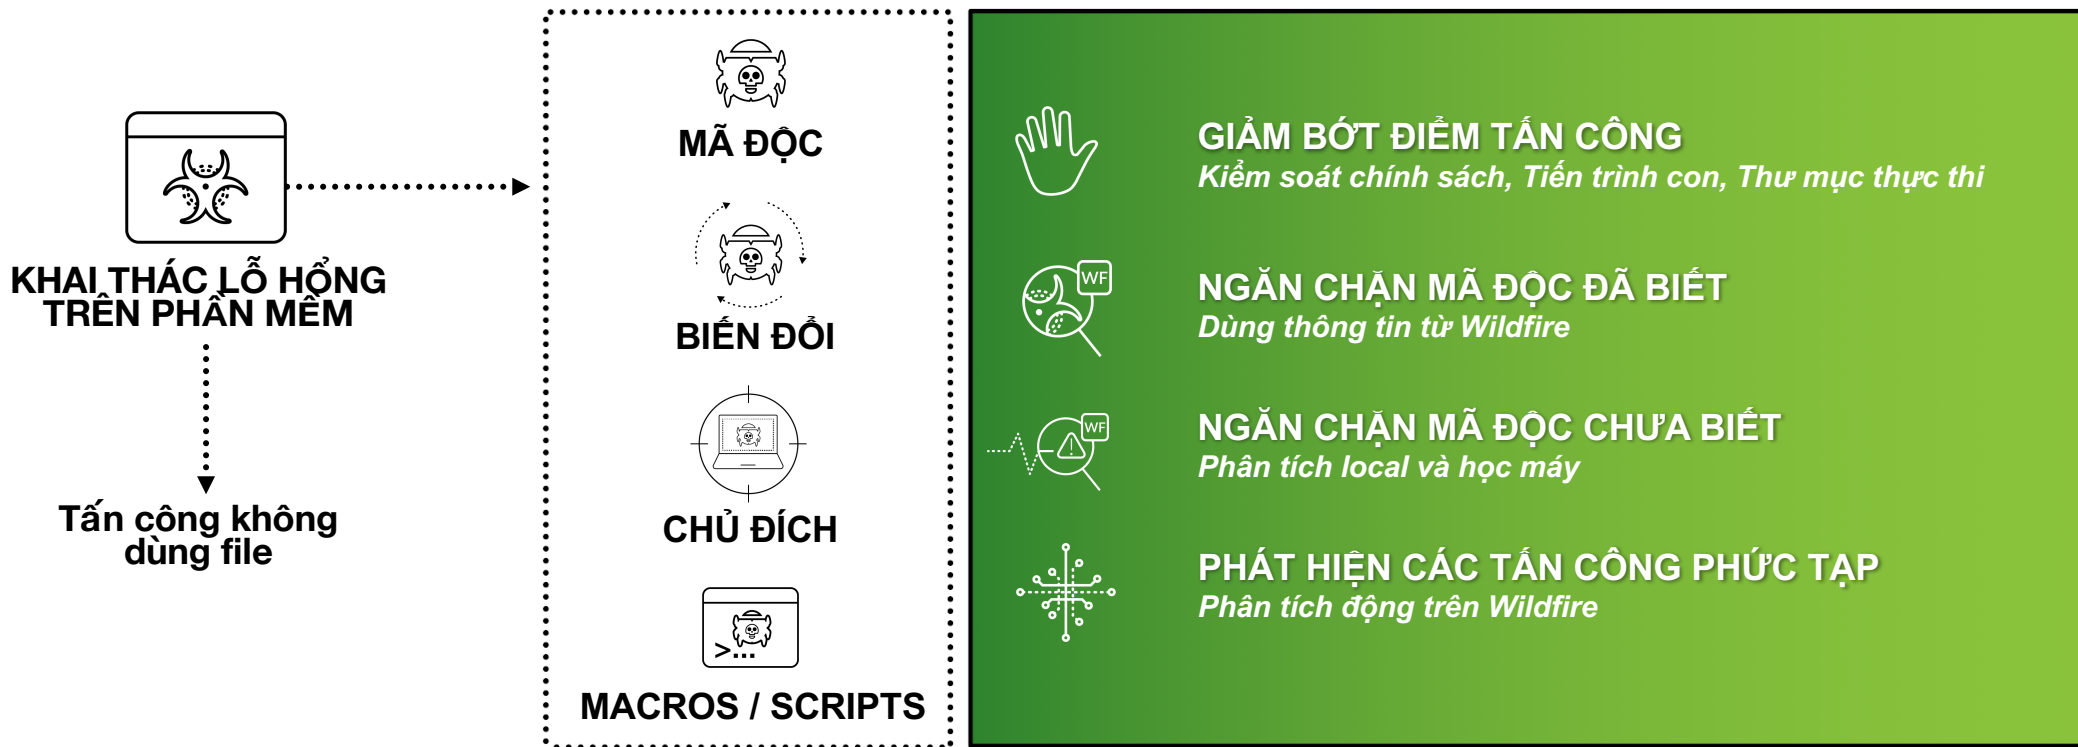 KHAI THÁC LỖ HỔNG
TRÊN PHẦN MỀM
Tấn công không
dùng file
MÃ ĐỘC
BIẾN ĐỔI
CHỦ ĐÍCH
>...
MACROS / SCRIPTS
GIẢM BỚT ĐIỂM TẤN CÔNG
Kiểm soát chính sách, Tiến trình con, Thư mục thực thi
WF
NGĂN CHẶN MÃ ĐỘC ĐÃ BIẾT
Dùng thông tin từ Wildfire
WF
NGĂN CHẶN MÃ ĐỘC CHƯA BIẾT
Phân tích local và học máy
PHÁT HIỆN CÁC TẤN CÔNG PHỨC TẠP
Phân tích động trên Wildfire